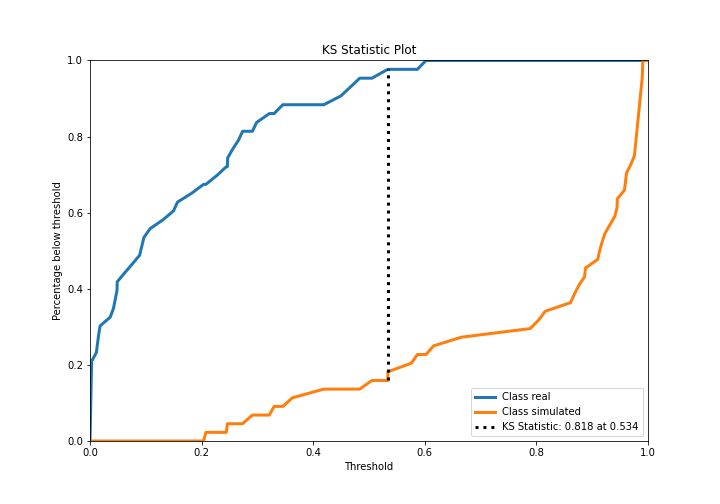 KS Statistic Plot
1.0
0.8
0.6
0.4
0.2
0.0
Percentage below threshold
0.0 0.2 0.4 0.6 0.8 1.0
Threshold
Class real
Class simulated
KS Statistic: 0.818 at 0.534